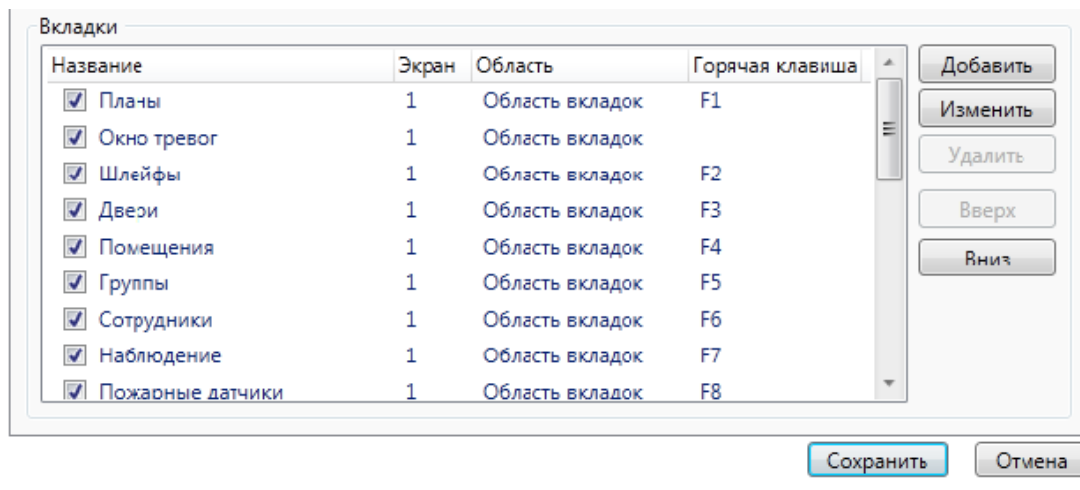 Вкладки
Название Экран Область Горячая клавиша
Планы 1 Область вкладок F1
Окно тревог 1 Область вкладок
Шлейфы 1 Область вкладок F2
Двери 1 Область вкладок F3
Помещения 1 Область вкладок F4
Группы 1 Область вкладок F5
Сотрудники 1 Область вкладок F6
Наблюдение 1 Область вкладок F7
Пожарные датчики 1 Область вкладок F8
Добавить
Изменить
Удалить
Вверх
Вниз
Сохранить Отмена